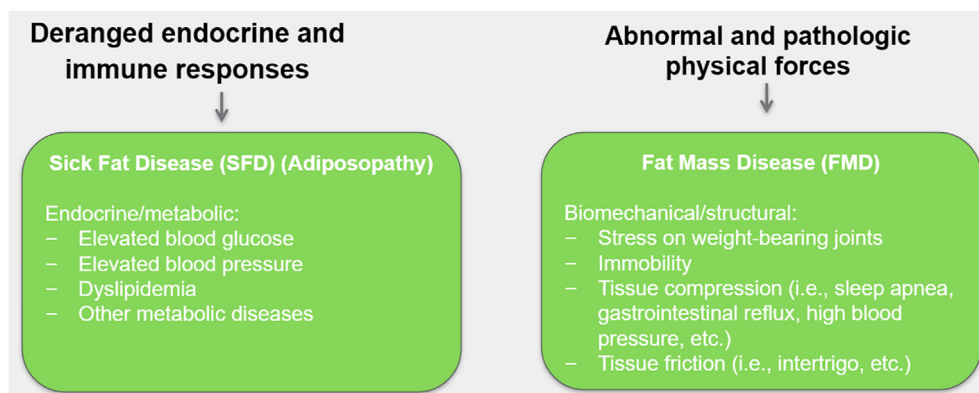 Deranged endocrine and
immune responses
Sick Fat Disease (SFD) (Adiposopathy)
Endocrine/metabolic:
– Elevated blood glucose
– Elevated blood pressure
– Dyslipidemia
– Other metabolic diseases
Abnormal and pathologic
physical forces
Fat Mass Disease (FMD)
Biomechanical/structural:
– Stress on weight-bearing joints
– Immobility
– Tissue compression (i.e., sleep apnea,
gastrointestinal reflux, high blood
pressure, etc.)
– Tissue friction (i.e., intertrigo, etc.)